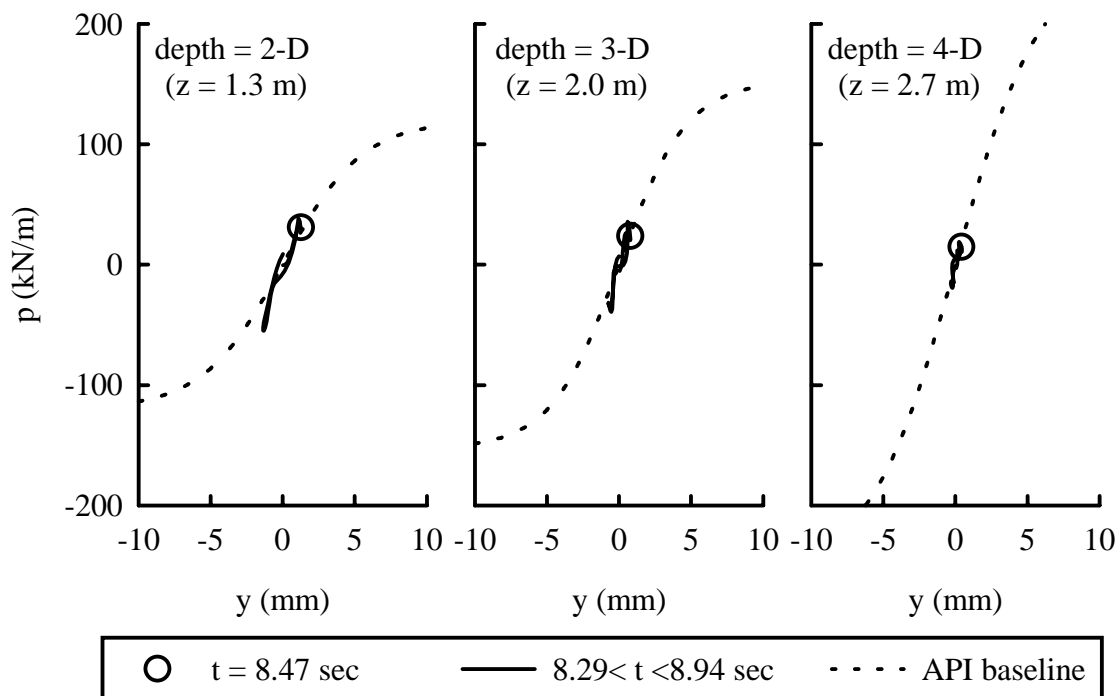 200
100
0
-100
-200
p (kN/m)
depth = 2-D
(z = 1.3 m)
depth = 3-D
(z = 2.0 m)
depth = 4-D
(z = 2.7 m)
-10 -5 0 5 10
-10 -5 0 5 10
-10 -5 0 5 10
y (mm)
y (mm)
y (mm)
t = 8.47 sec
8.29< t <8.94 sec
API baseline